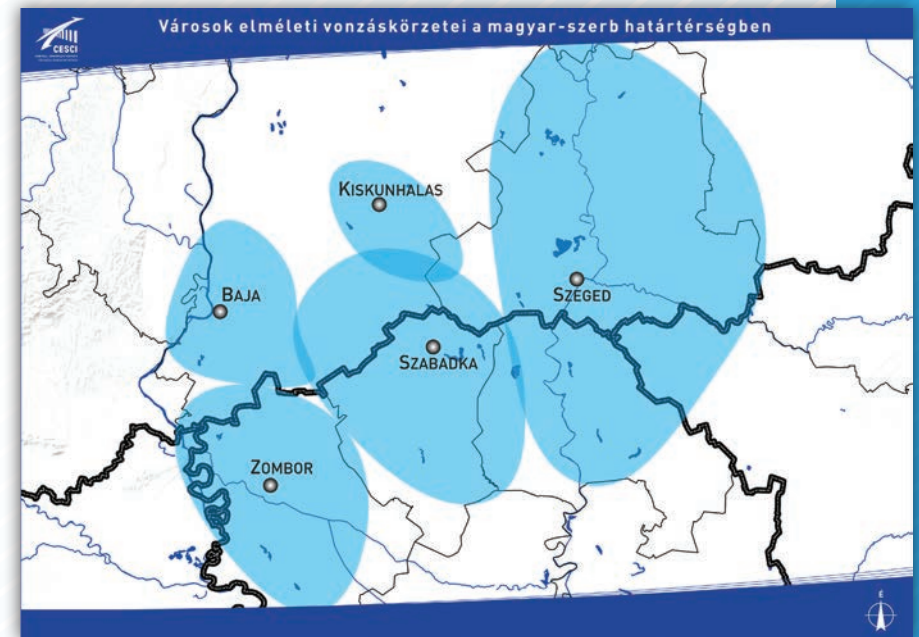 Városok elméleti vonzáskörzetei a magyar-szerb határtérségben
CESCI
KISKUNHALAS
BAJA
SZEGED
SZABADKA
ZOMBOR
É